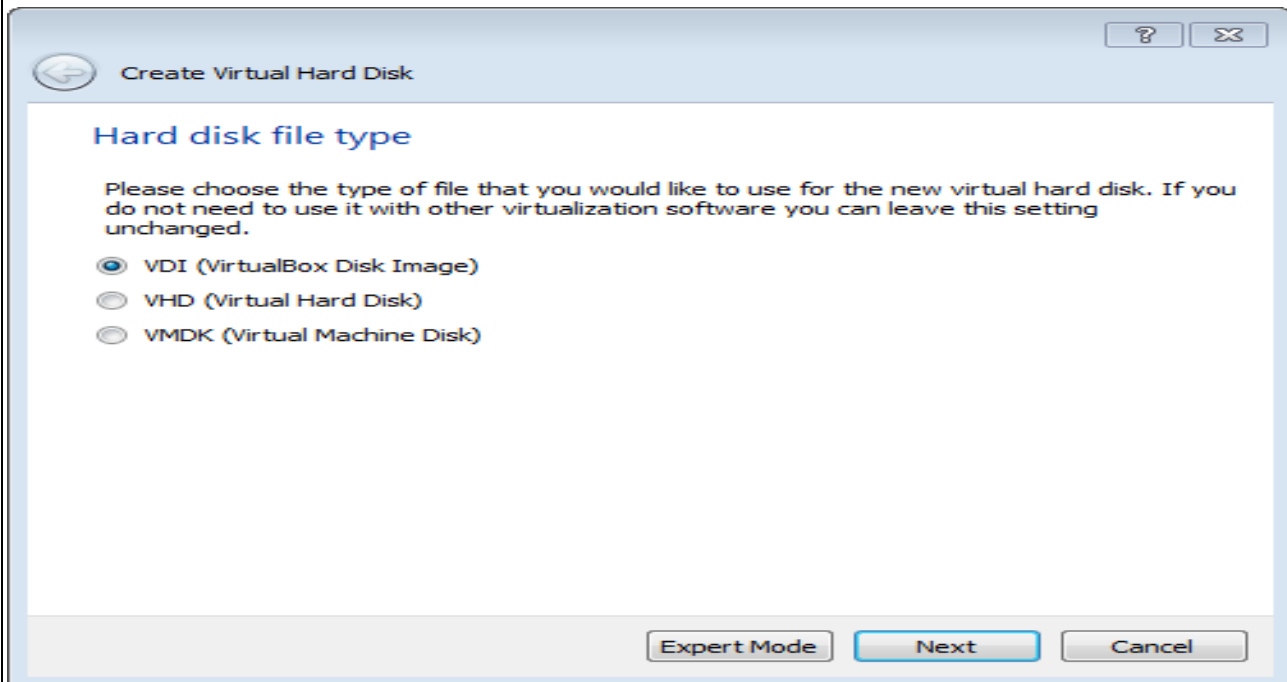 ?
Create Virtual Hard Disk
Hard disk file type
Please choose the type of file that you would like to use for the new virtual hard disk. If you
do not need to use it with other virtualization software you can leave this setting
unchanged.
VDI (VirtualBox Disk Image)
VHD (Virtual Hard Disk)
VMDK (Virtual Machine Disk)
Expert Mode Next Cancel